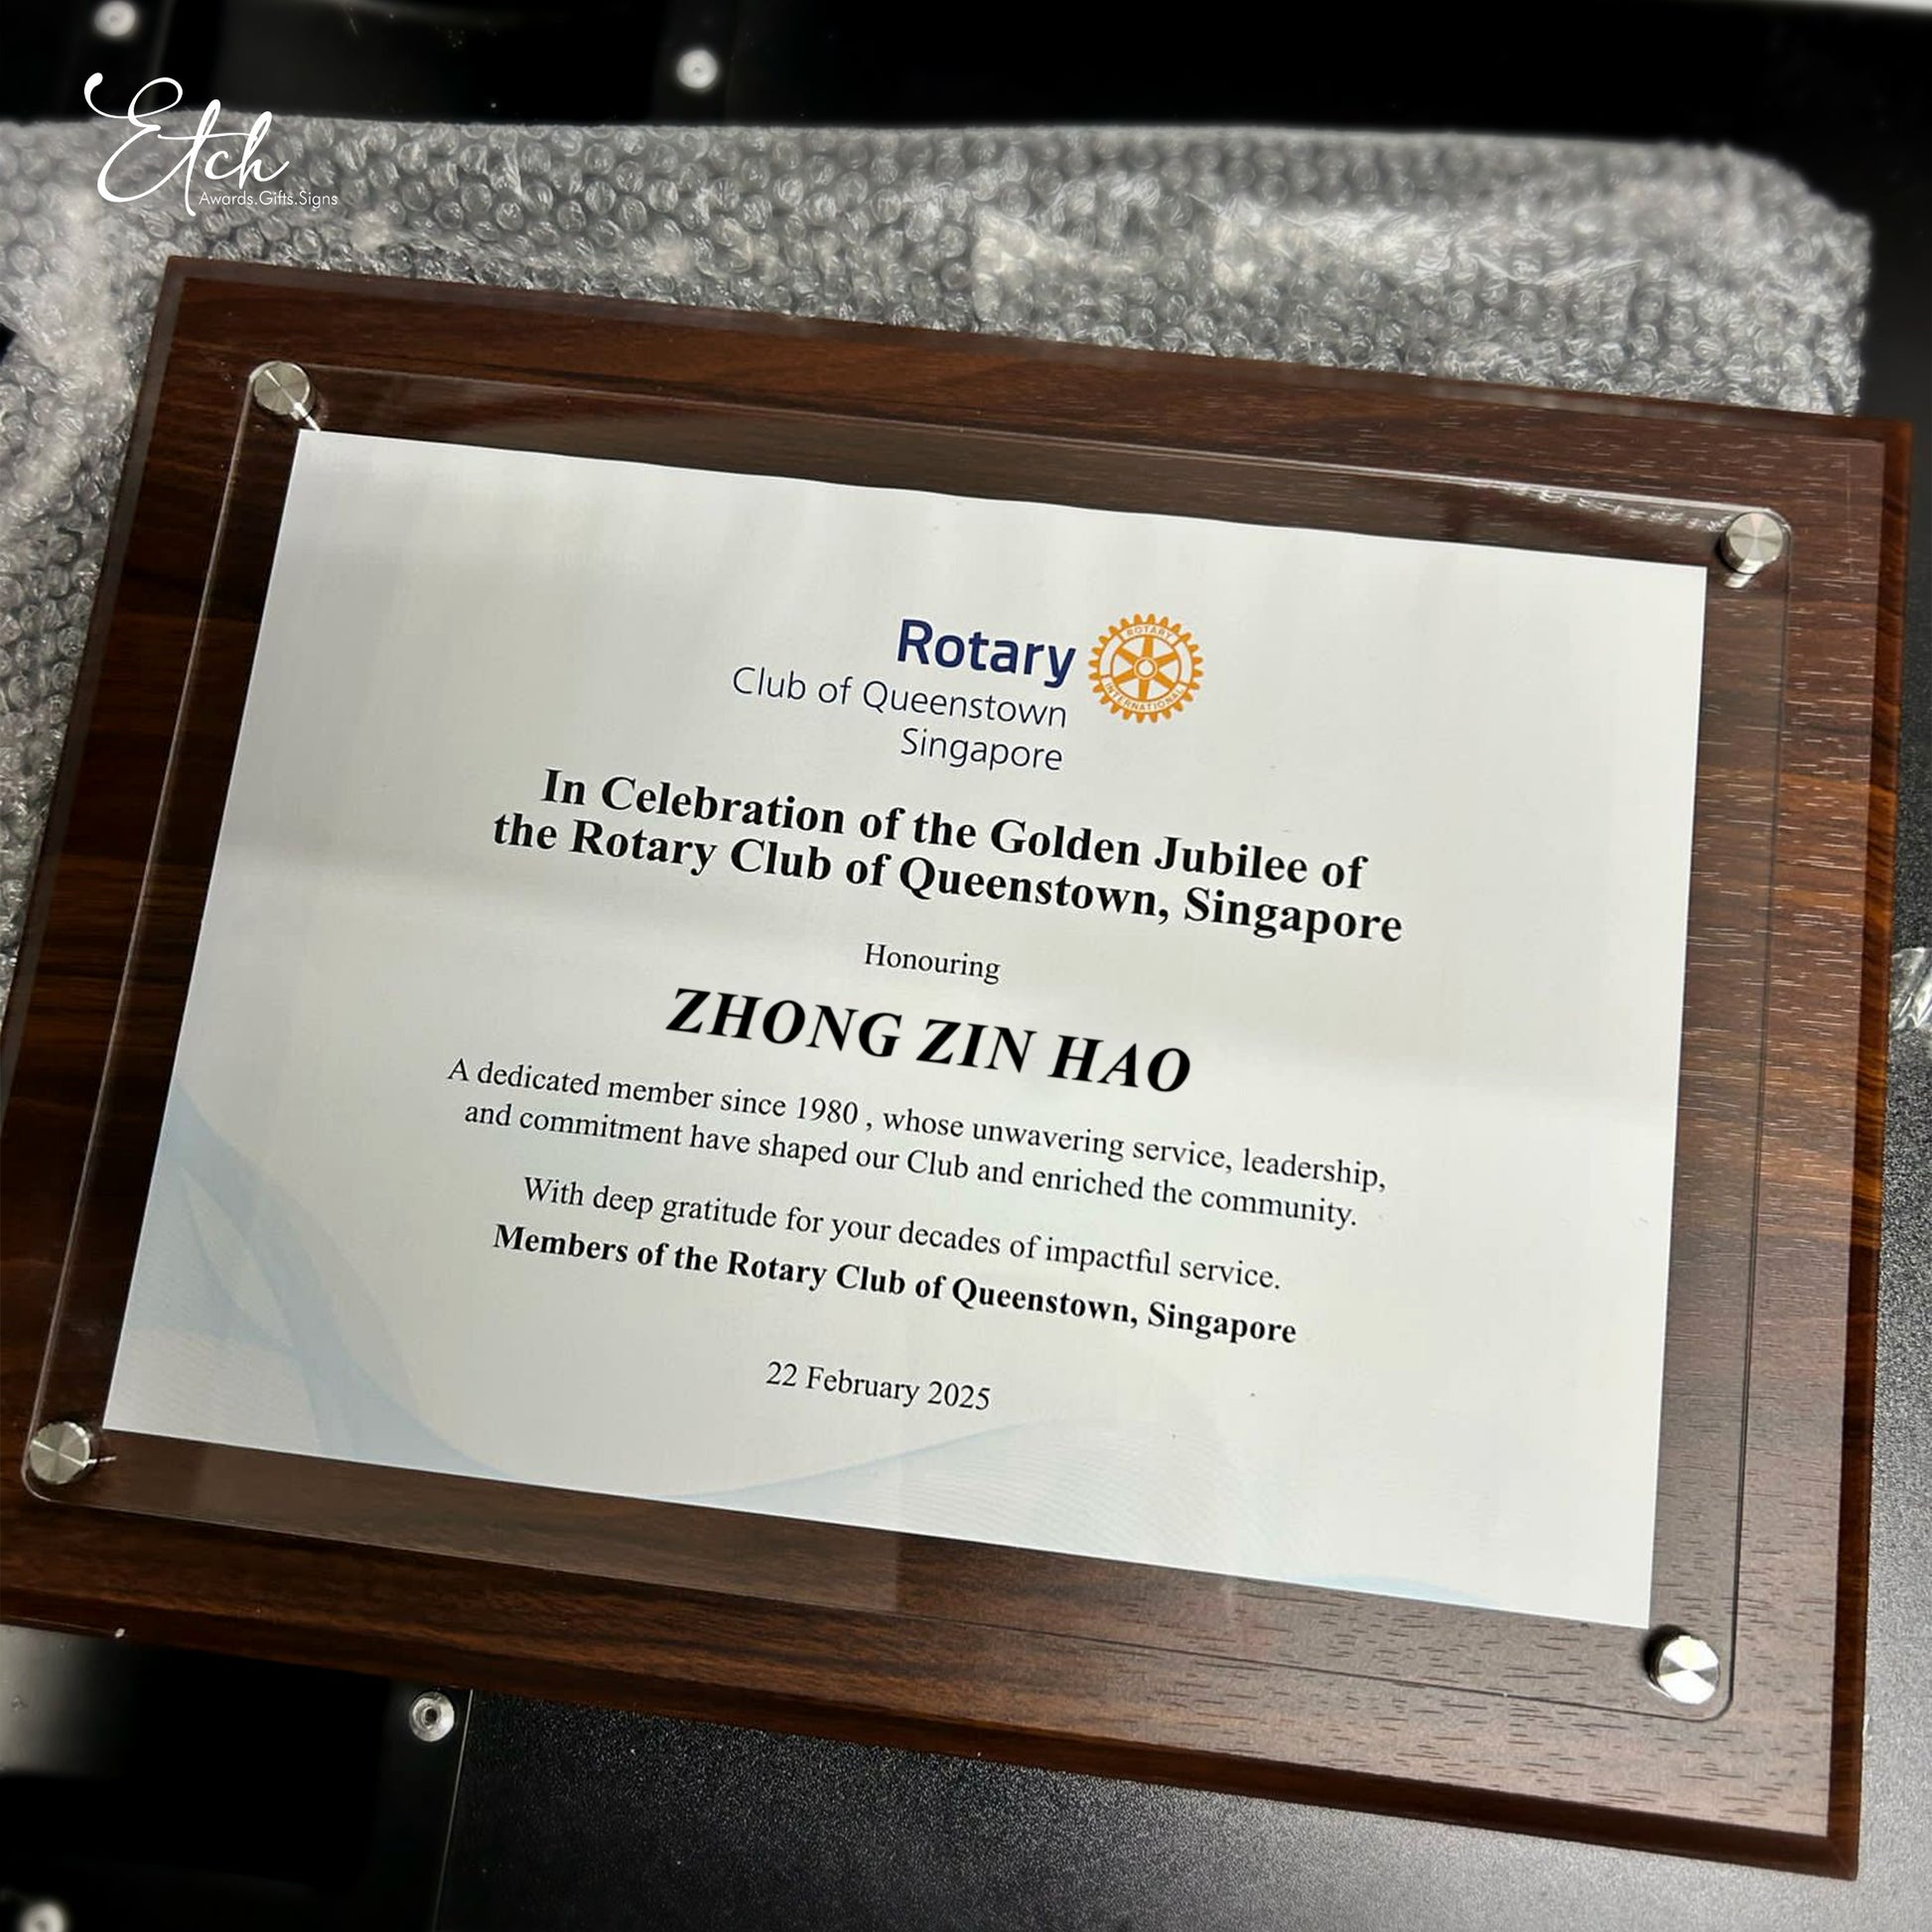 Etch
Awards.Gifts.Signs
Rotary
Club of Queenstown
Singapore
ROTARY
INTERNATIONAL
In Celebration of the Golden Jubilee of
the Rotary Club of Queenstown, Singapore
Honouring
ZHONG ZIN HAO
A dedicated member since 1980 , whose unwavering service, leadership,
and commitment have shaped our Club and enriched the community.
With deep gratitude for your decades of impactful service.
Members of the Rotary Club of Queenstown, Singapore
22 February 2025